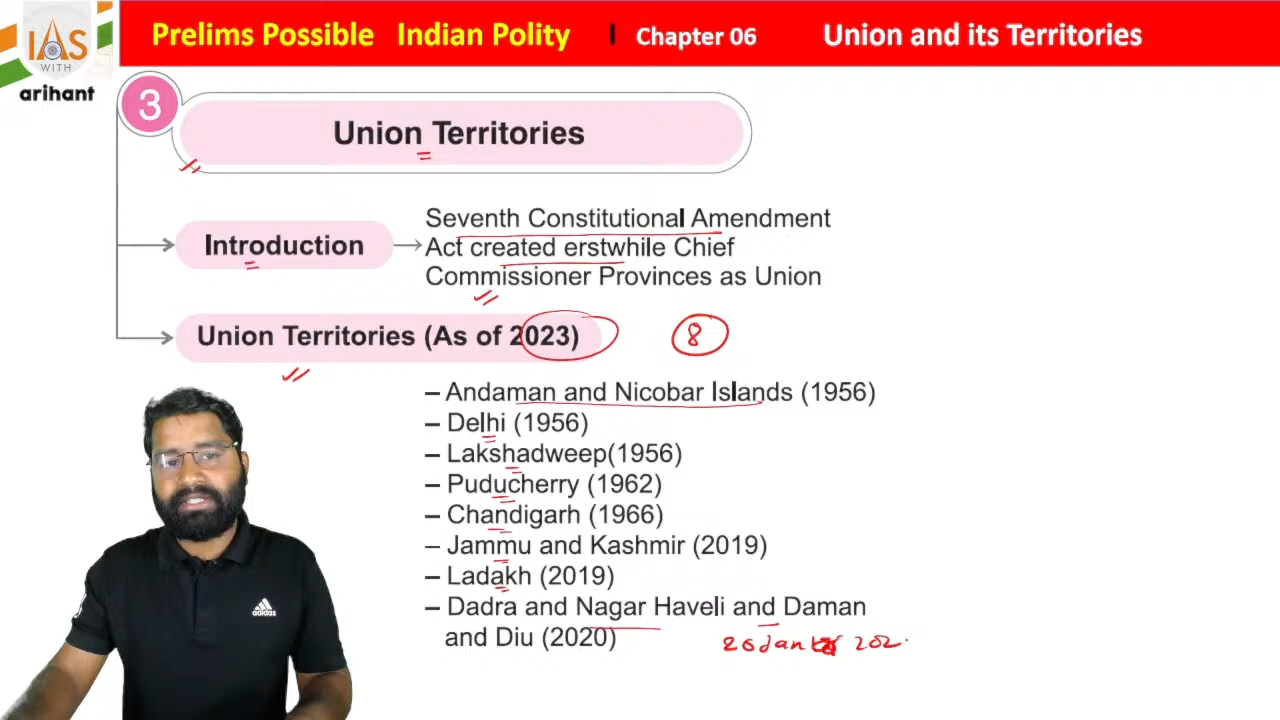 IAS
WITH
arihant
Prelims Possible Indian Polity | Chapter 06 Union and its Territories
3
Union Territories
Introduction
Seventh Constitutional Amendment
Act created erstwhile Chief
Commissioner Provinces as Union
Union Territories (As of 2023)
8
– Andaman and Nicobar Islands (1956)
– Delhi (1956)
– Lakshadweep(1956)
– Puducherry (1962)
– Chandigarh (1966)
– Jammu and Kashmir (2019)
– Ladakh (2019)
– Dadra and Nagar Haveli and Daman
and Diu (2020)
26 Jan 202
adidas